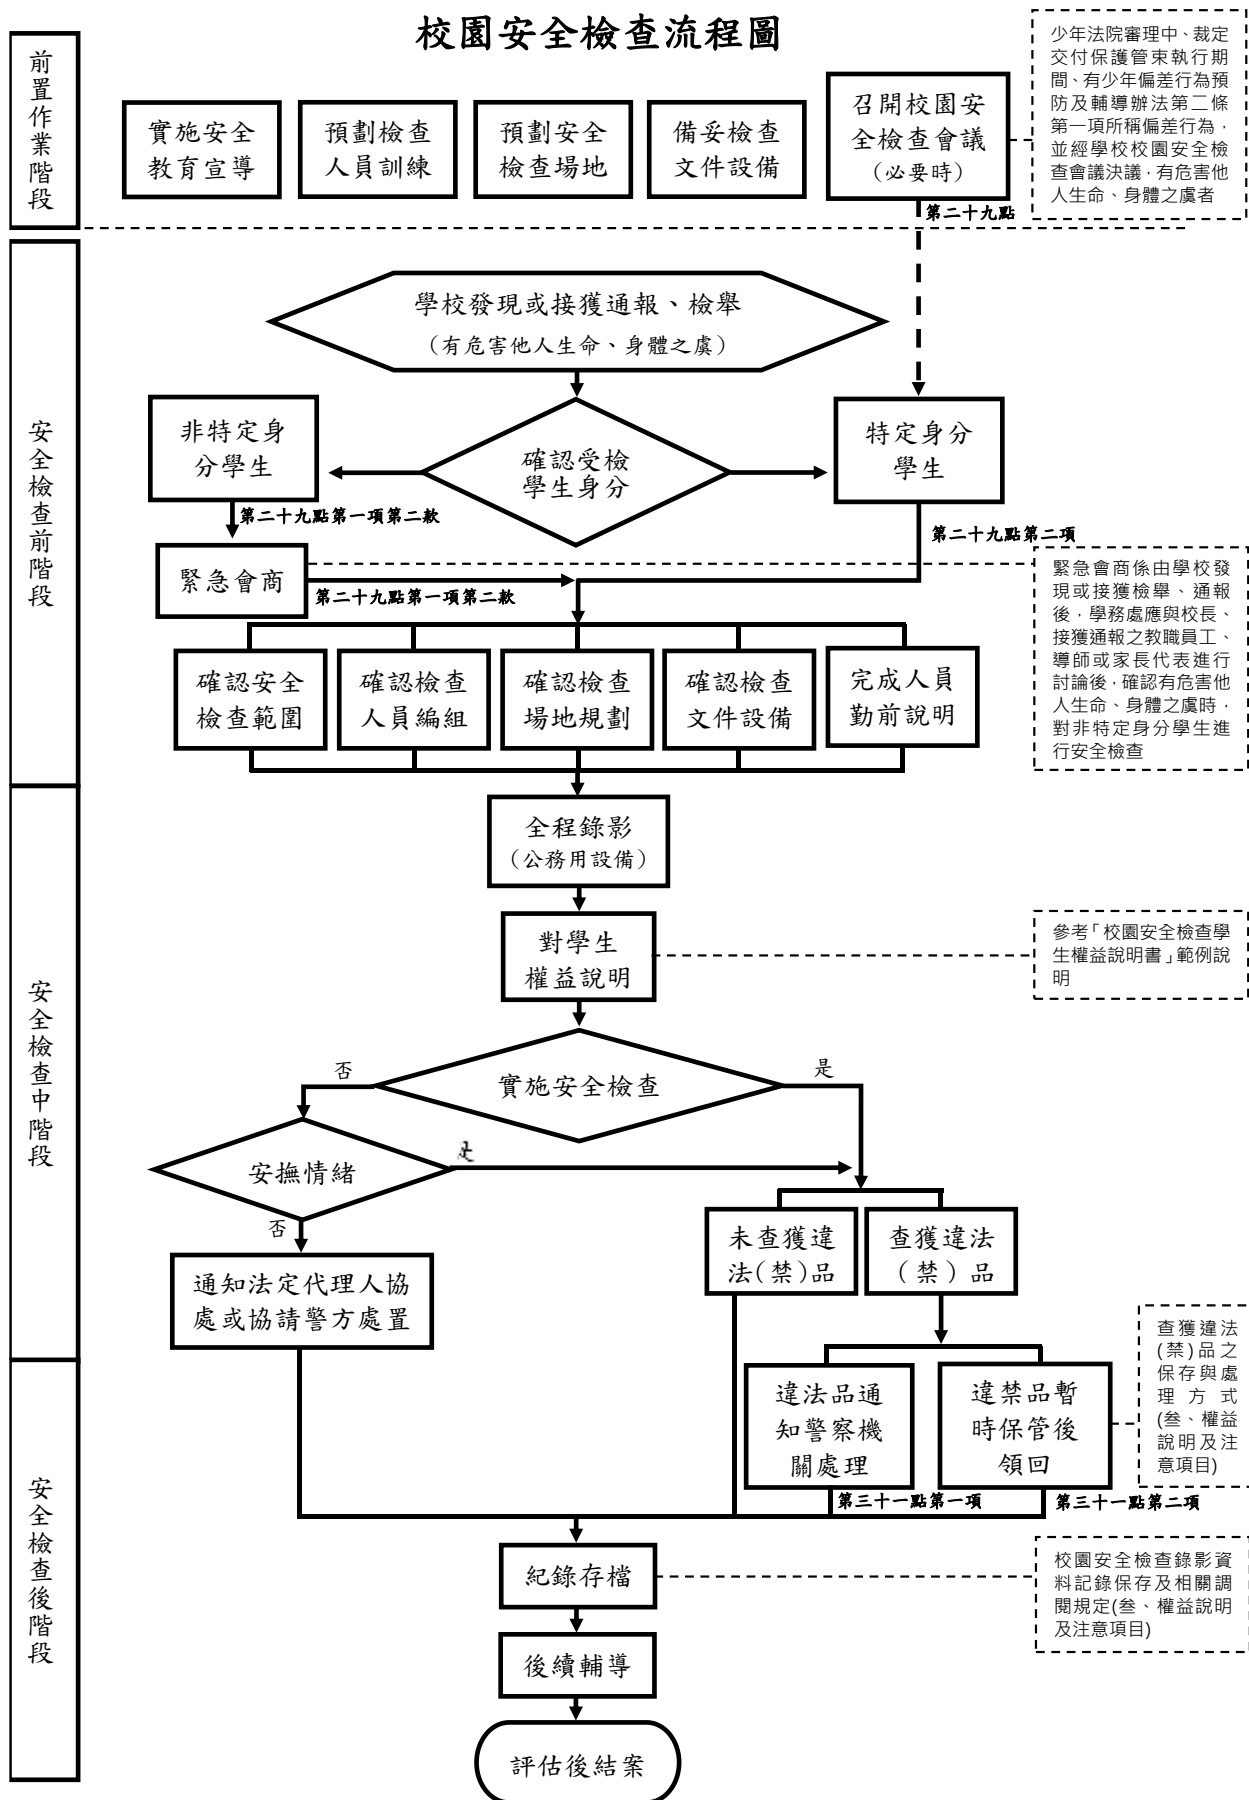 校園安全檢查流程圖
前置作業階段
實施安全
教育宣導
預劃檢查
人員訓練
預劃安全
檢查場地
備妥檢查
文件設備
召開校園安
全檢查會議
(必要時)
少年法院審理中、裁定
交付保護管束執行期
間、有少年偏差行為預
防及輔導辦法第二條
第一項所稱偏差行為，
並經學校校園安全檢
查會議決議，有危害他
人生命、身體之虞者
第二十九點
安全檢查前階段
學校發現或接獲通報、檢舉
（有危害他人生命、身體之虞）
非特定身
分學生
確認受檢
學生身分
特定身分
學生
第二十九點第一項第二款
第二十九點第二項
緊急會商
第二十九點第一項第二款
緊急會商係由學校發
現或接獲檢舉、通報
後，學務處應與校長、
接獲通報之教職員工、
導師或家長代表進行
討論後，確認有危害他
人生命、身體之虞時，
對非特定身分學生進
行安全檢查
確認安全
檢查範圍
確認檢查
人員編組
確認檢查
場地規劃
確認檢查
文件設備
完成人員
勤前說明
安全檢查中階段
全程錄影
（公務用設備）
對學生
權益說明
參考「校園安全檢查學
生權益說明書」範例說
明
實施安全檢查
否
是
安撫情緒
是
否
未查獲違
法(禁)品
查獲違法
（禁）品
通知法定代理人協
處或協請警方處置
查獲違法
(禁)品之
保存與處
理方式
(叁、權益
說明及注
意項目)
安全檢查後階段
違法品通
知警察機
關處理
違禁品暫
時保管後
領回
第三十一點第一項
第三十一點第二項
紀錄存檔
校園安全檢查錄影資
料記錄保存及相關調
閱規定(叁、權益說明
及注意項目)
後續輔導
評估後結案